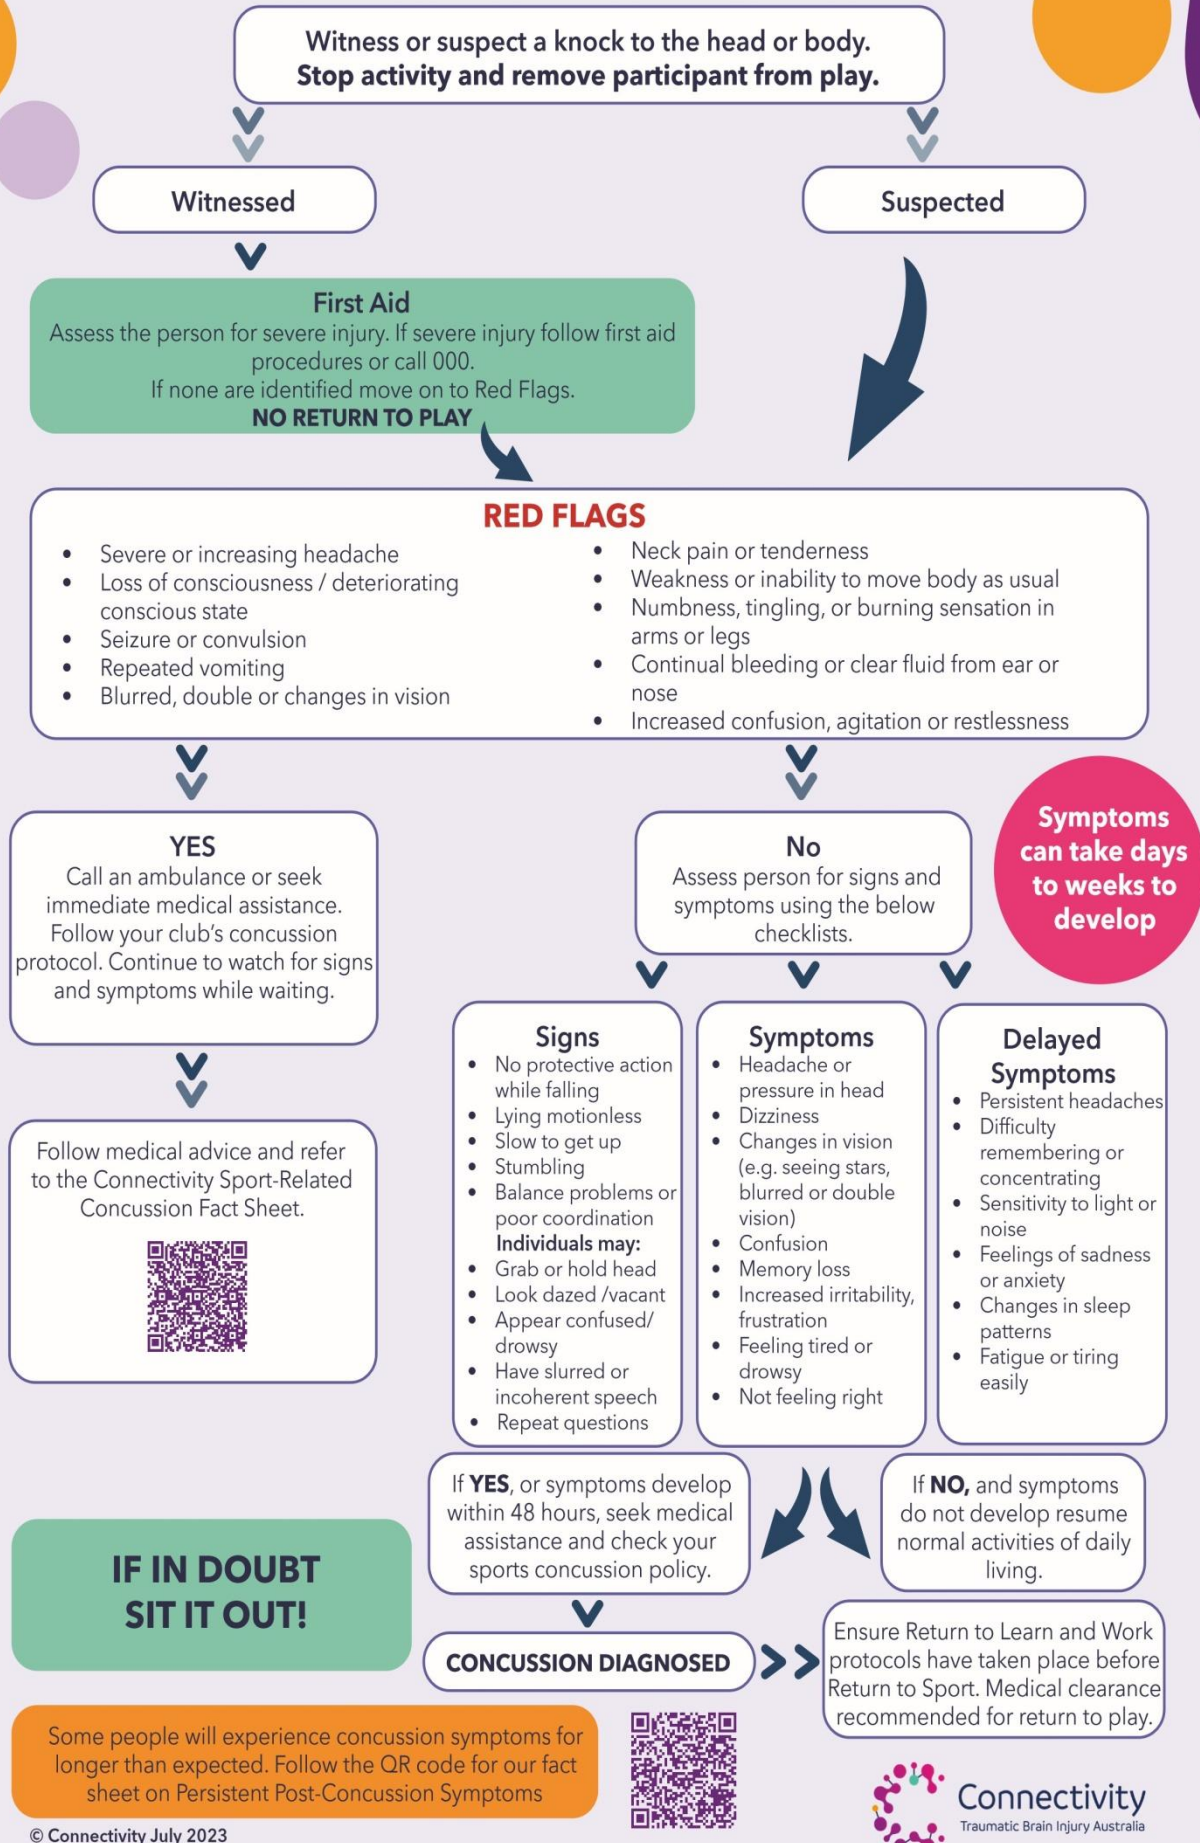 Witness or suspect a knock to the head or body.
Stop activity and remove participant from play.
Witnessed
Suspected
First Aid
Assess the person for severe injury. If severe injury follow first aid
procedures or call 000.
If none are identified move on to Red Flags.
NO RETURN TO PLAY
RED FLAGS
• Severe or increasing headache
• Loss of consciousness / deteriorating
conscious state
• Seizure or convulsion
• Repeated vomiting
• Blurred, double or changes in vision
• Neck pain or tenderness
• Weakness or inability to move body as usual
• Numbness, tingling, or burning sensation in
arms or legs
• Continual bleeding or clear fluid from ear or
nose
• Increased confusion, agitation or restlessness
YES
Call an ambulance or seek
immediate medical assistance.
Follow your club's concussion
protocol. Continue to watch for signs
and symptoms while waiting.
Follow medical advice and refer
to the Connectivity Sport-Related
Concussion Fact Sheet.
No
Assess person for signs and
symptoms using the below
checklists.
Symptoms
can take days
to weeks to
develop
Signs
• No protective action
while falling
• Lying motionless
• Slow to get up
• Stumbling
• Balance problems or
poor coordination
Individuals may:
• Grab or hold head
• Look dazed /vacant
• Appear confused/
drowsy
• Have slurred or
incoherent speech
• Repeat questions
Symptoms
• Headache or
pressure in head
• Dizziness
• Changes in vision
(e.g. seeing stars,
blurred or double
vision)
• Confusion
• Memory loss
• Increased irritability,
frustration
• Feeling tired or
drowsy
• Not feeling right
Delayed
Symptoms
• Persistent headaches
• Difficulty
remembering or
concentrating
• Sensitivity to light or
noise
• Feelings of sadness
or anxiety
• Changes in sleep
patterns
• Fatigue or tiring
easily
If YES, or symptoms develop
within 48 hours, seek medical
assistance and check your
sports concussion policy.
If NO, and symptoms
do not develop resume
normal activities of daily
living.
IF IN DOUBT
SIT IT OUT!
CONCUSSION DIAGNOSED
Ensure Return to Learn and Work
protocols have taken place before
Return to Sport. Medical clearance
recommended for return to play.
Some people will experience concussion symptoms for
longer than expected. Follow the QR code for our fact
sheet on Persistent Post-Concussion Symptoms
Connectivity
Traumatic Brain Injury Australia
© Connectivity July 2023